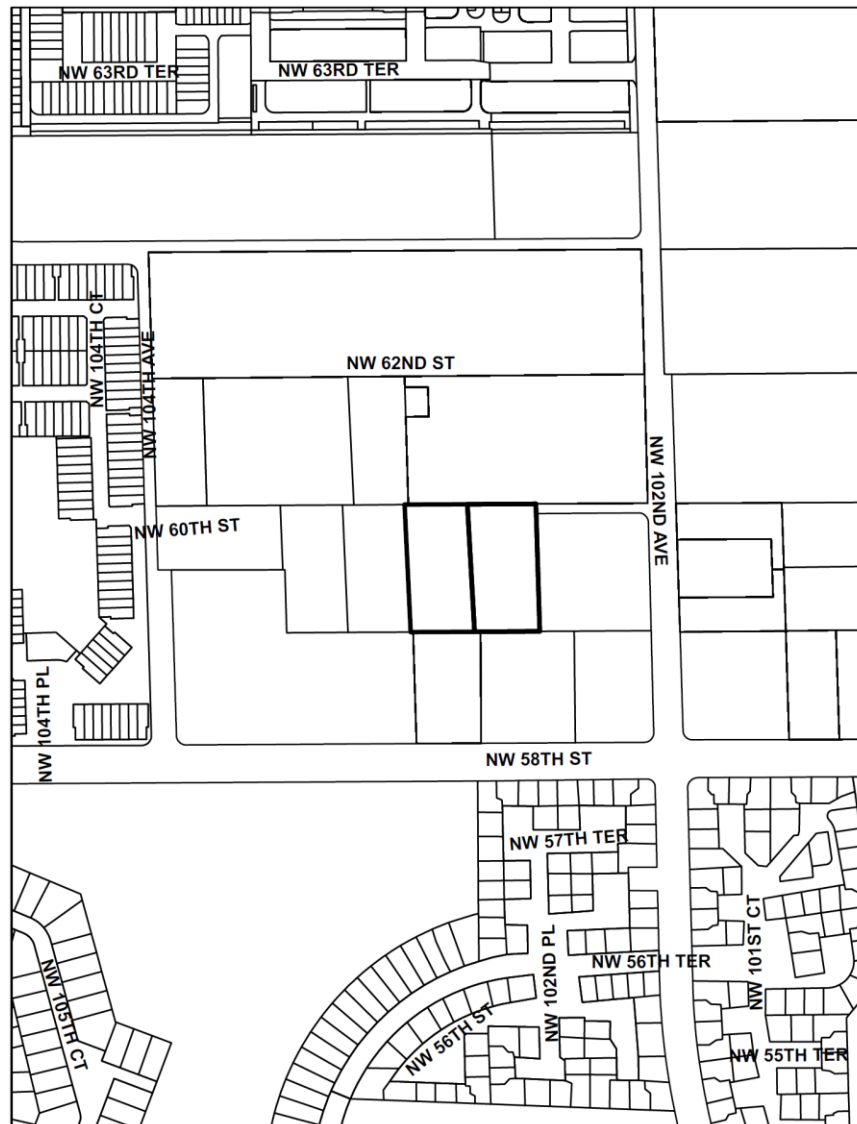 NW 63RD TER
NW 63RD TER
NW 104TH CT
NW 104TH AVE
NW 62ND ST
NW 102ND AVE
NW 60TH ST
NW 104TH PL
NW 58TH ST
NW 57TH TER
NW 102ND PL
NW 101ST CT
NW 56TH TER
NW 105TH CT
NW 56TH ST
NW 55TH TER